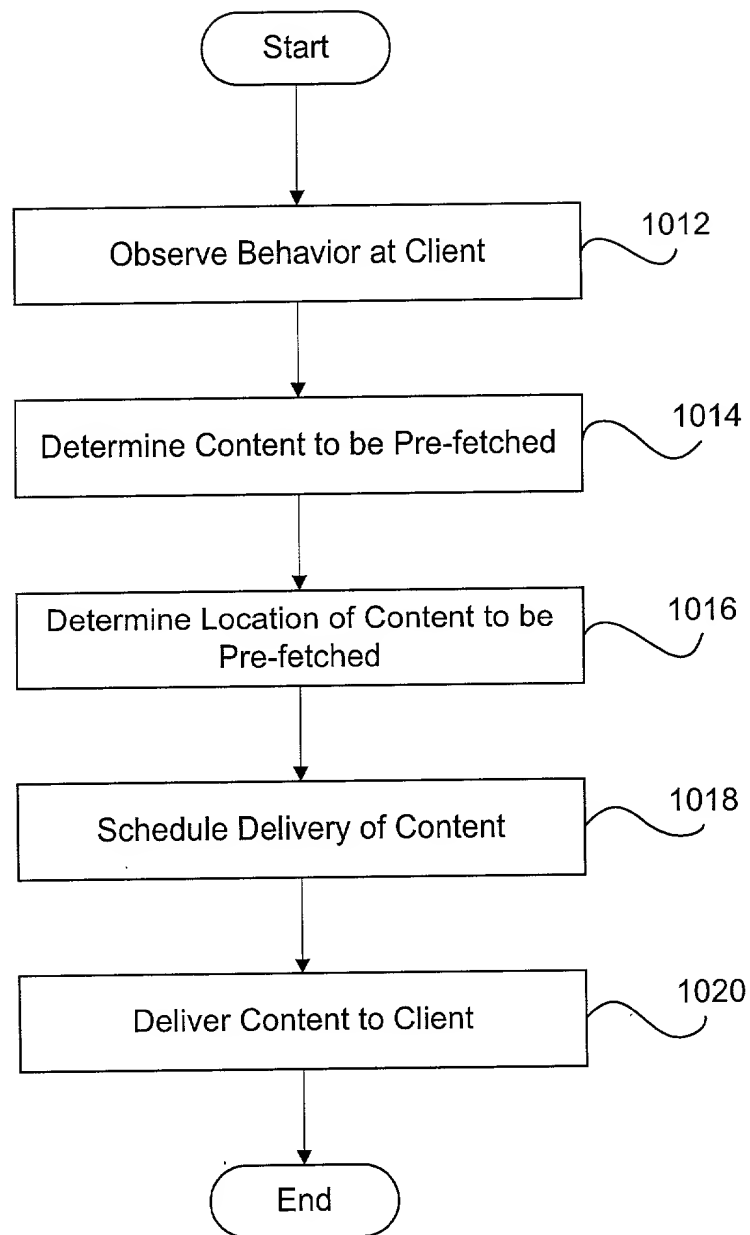 Start
Observe Behavior at Client
1012
Determine Content to be Pre-fetched
1014
Determine Location of Content to be
Pre-fetched
1016
Schedule Delivery of Content
1018
Deliver Content to Client
1020
End